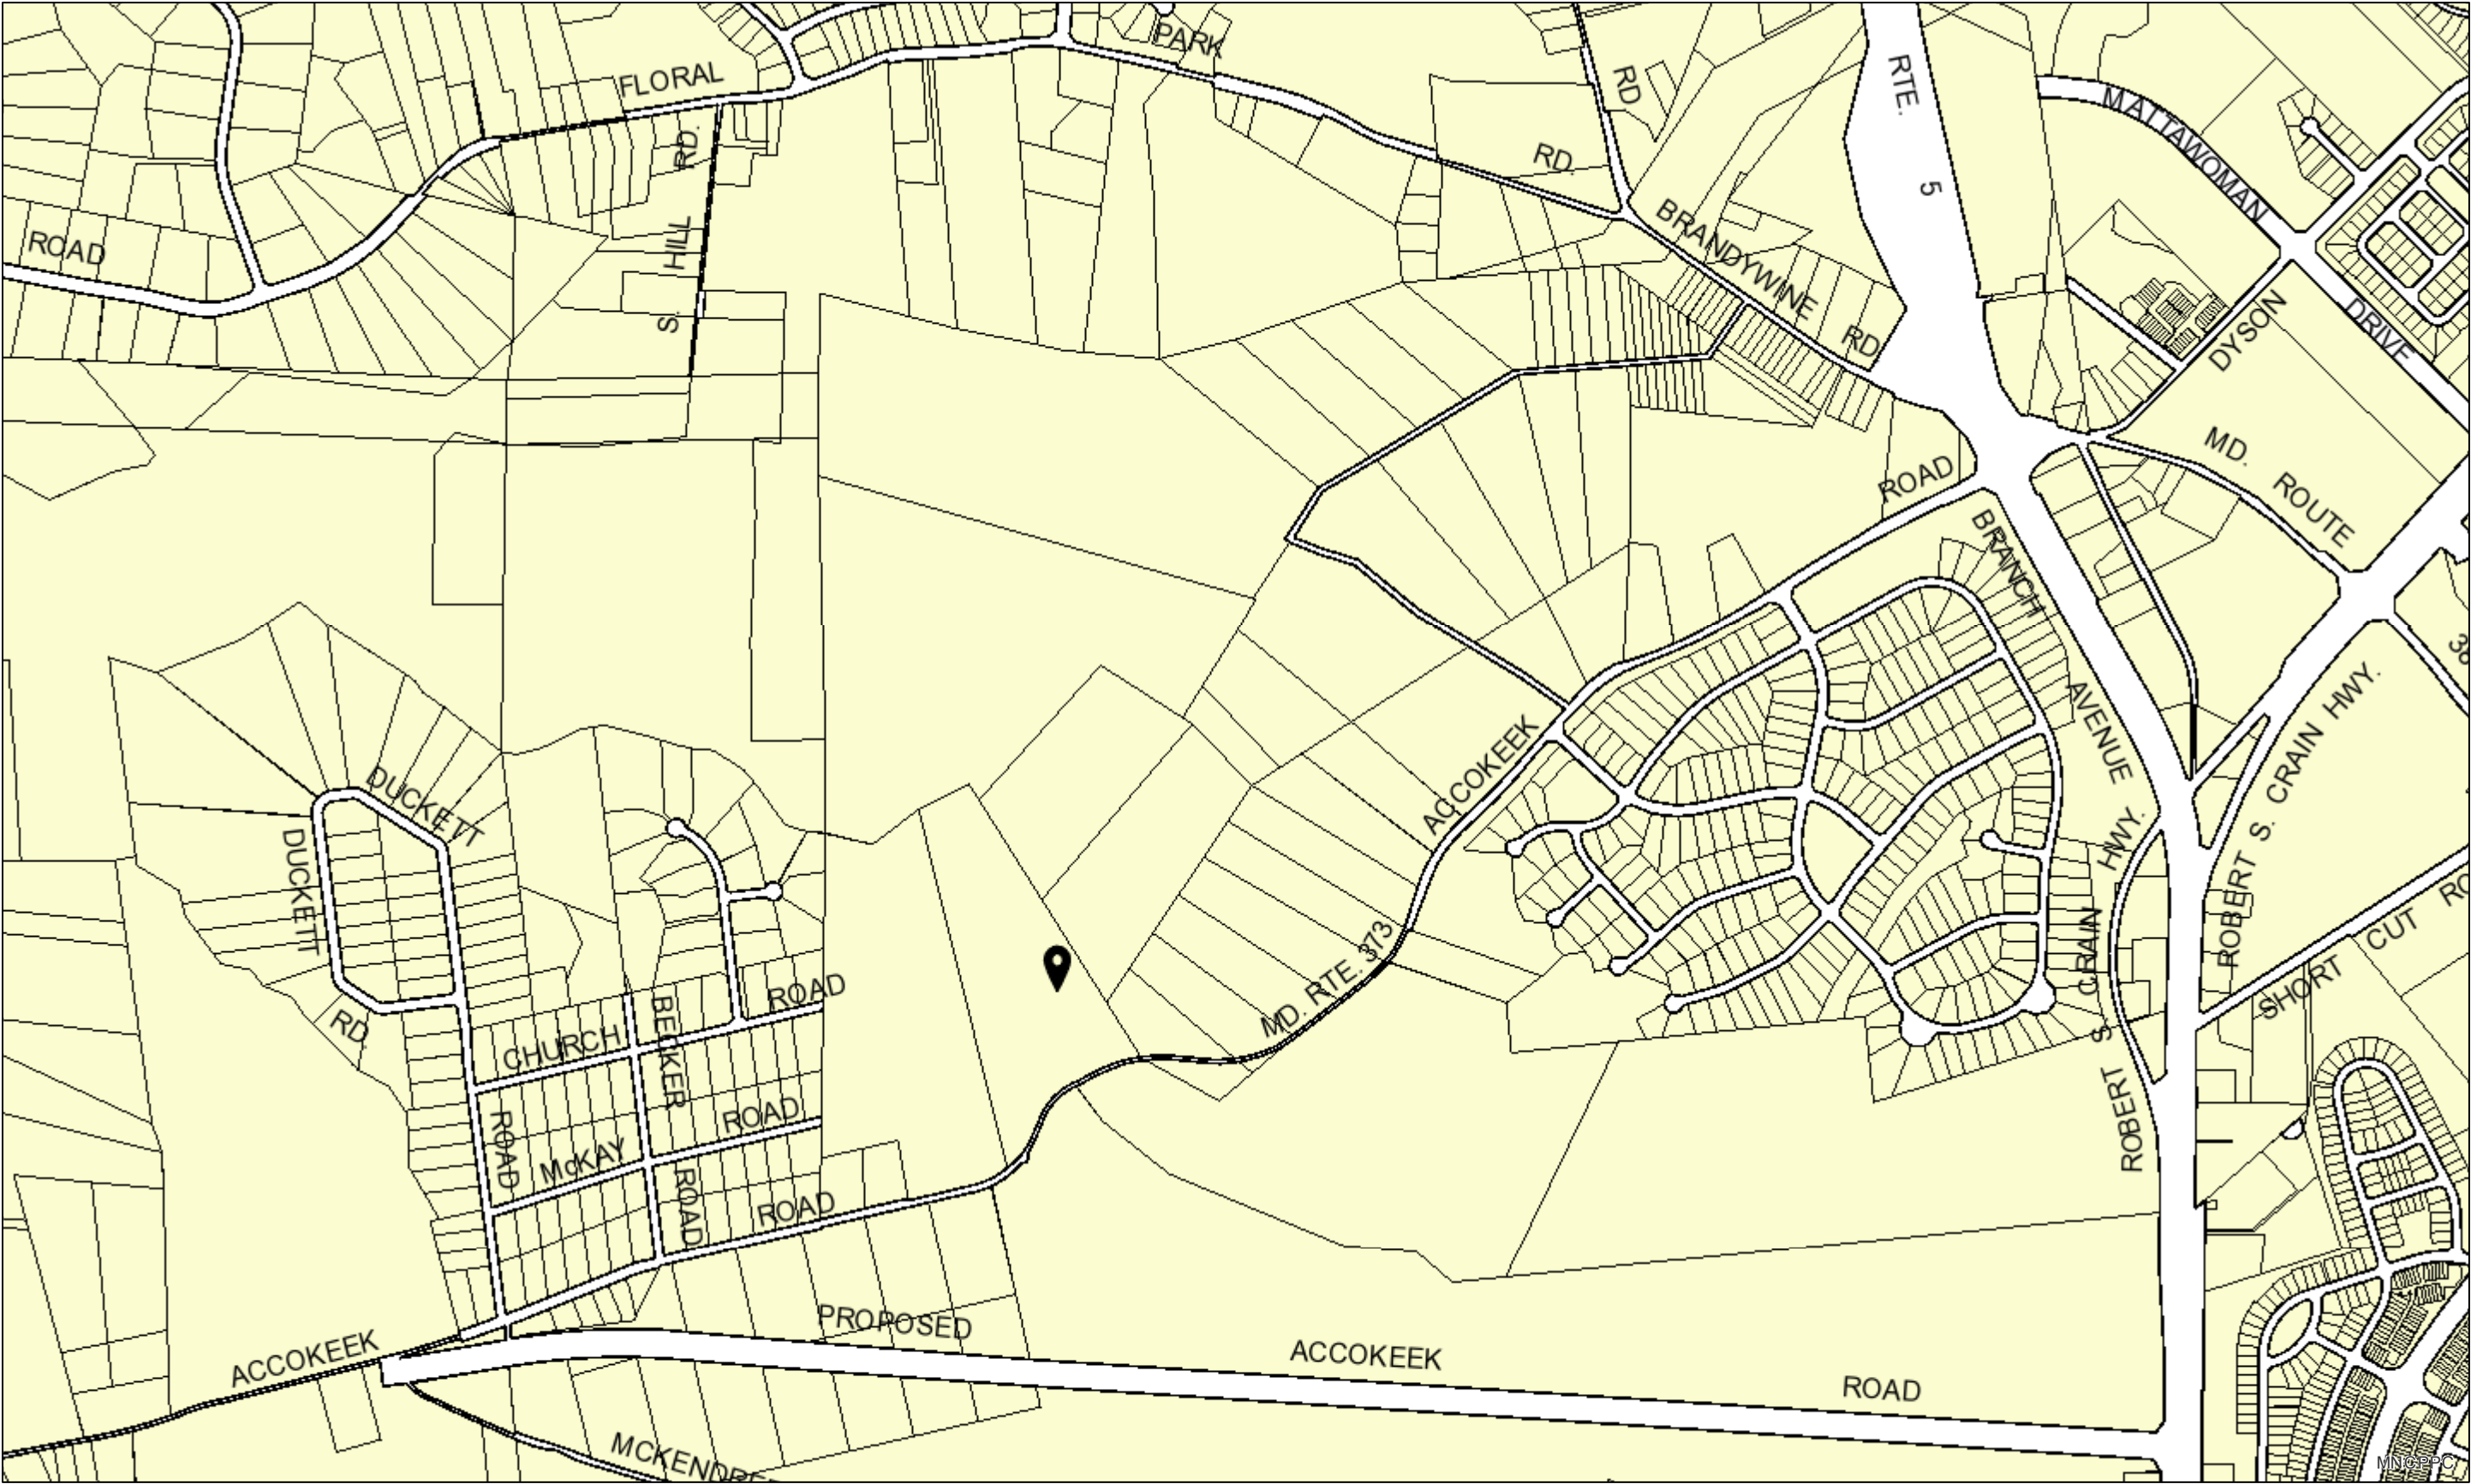 PARK
FLORAL
RD.
RTE.
5
MATTAWOMAN
DRIVE
RD.
HILL
S.
RD.
ROAD
BRANDYWINE
RD.
DYSON
MD. ROUTE
ROAD
BRANCH
AVENUE
ROBERT S. CRAIN HWY.
ACCOKEEK
MD. RTE. 373
DUCKETT
DUCKETT
RD.
ROAD
CHURCH
ROAD
BECKER
ROAD
McKAY
ROAD
ROAD
ROBERT S. CRAIN HWY.
SHORT CUT
ACCOKEEK
PROPOSED
ACCOKEEK
ROAD
MNCPPC